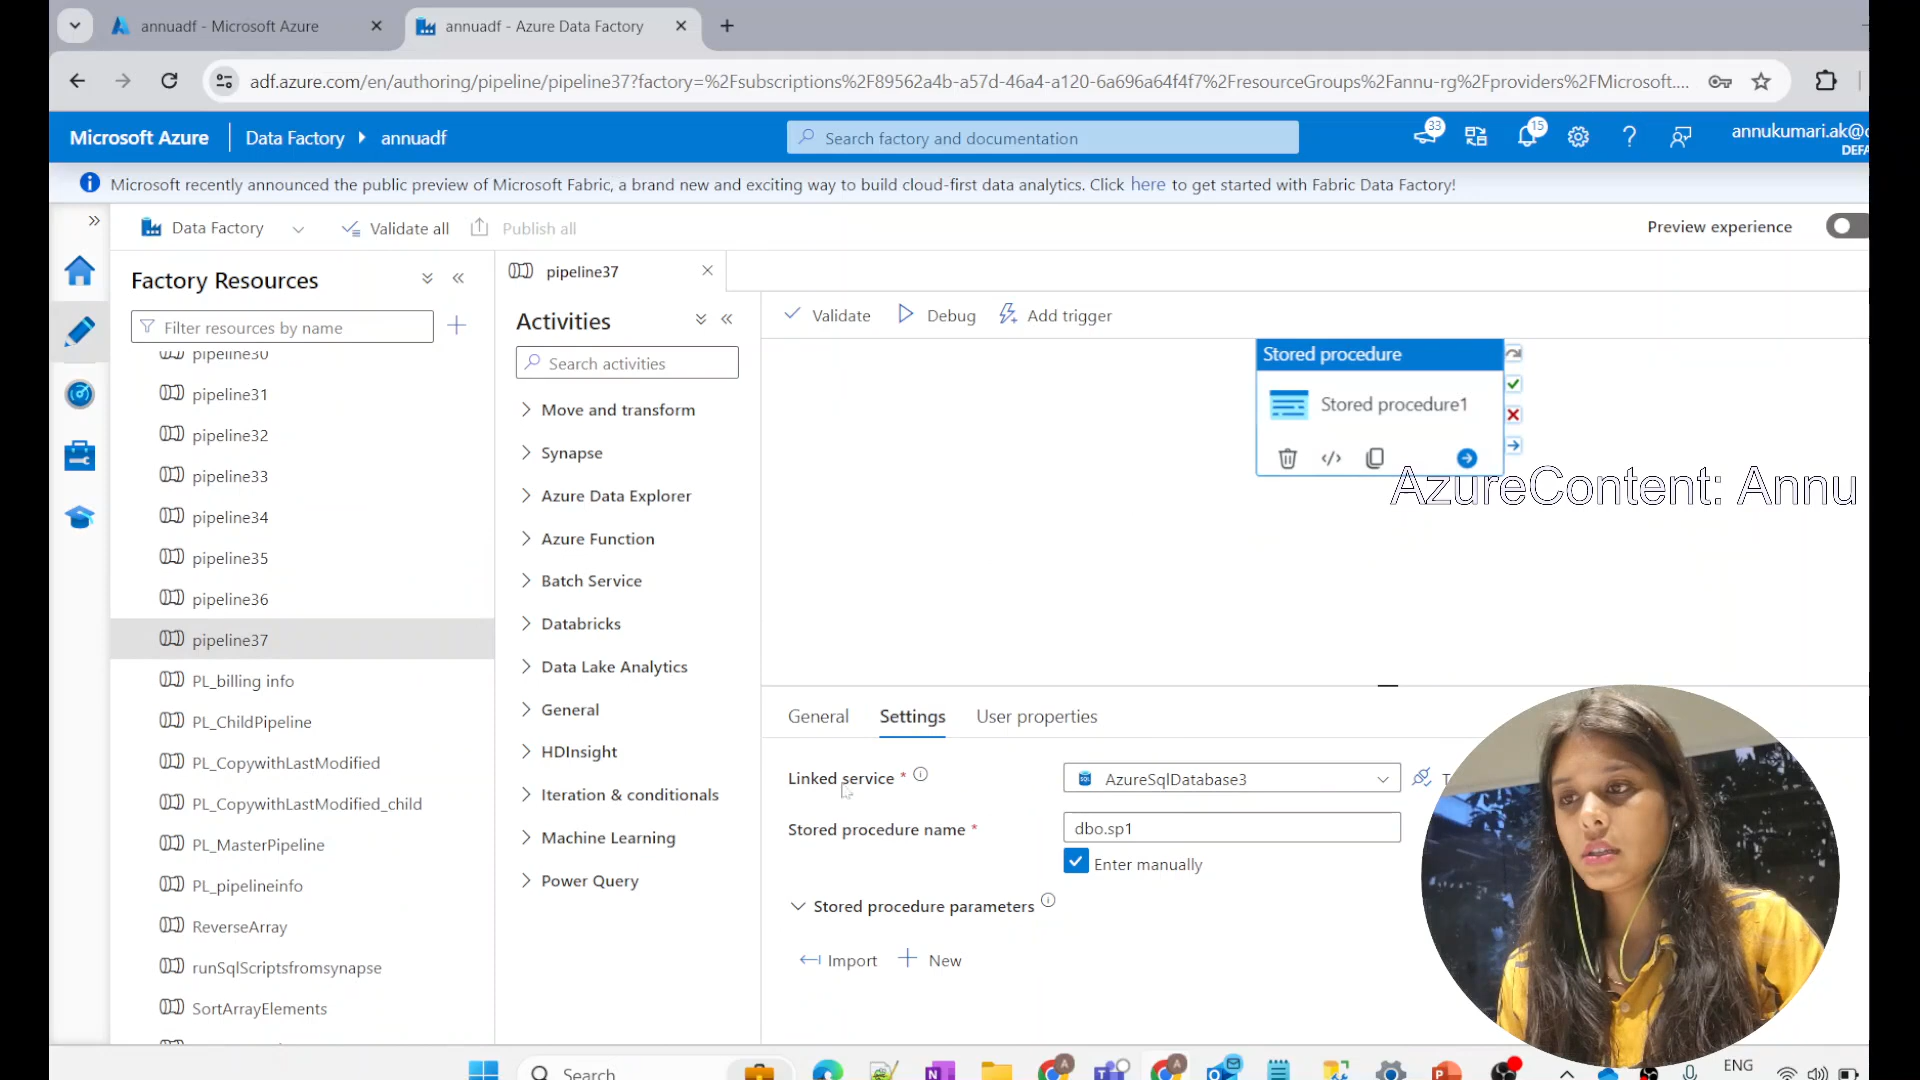 annuadf - Microsoft Azure
annuadf - Azure Data Factory
adf.azure.com/en/authoring/pipeline/pipeline37?factory=%2Fsubscriptions%2F89562a4b-a57d-46a4-a120-6a696a64f4f7%2FresourceGroups%2Fannu-rg%2Fproviders%2FMicrosoft....
Microsoft Azure
Data Factory
annuadf
Search factory and documentation
33
15
annukumari.ak@
DEFA
Microsoft recently announced the public preview of Microsoft Fabric, a brand new and exciting way to build cloud-first data analytics. Click here to get started with Fabric Data Factory!
Data Factory
Validate all
Publish all
Preview experience
Factory Resources
Filter resources by name
pipeline30
pipeline31
pipeline32
pipeline33
pipeline34
pipeline35
pipeline36
pipeline37
PL_billing info
PL_ChildPipeline
PL_CopywithLastModified
PL_CopywithLastModified_child
PL_MasterPipeline
PL_pipelineinfo
ReverseArray
runSqlScriptsfromsynapse
SortArrayElements
pipeline37
Activities
Search activities
Move and transform
Synapse
Azure Data Explorer
Azure Function
Batch Service
Databricks
Data Lake Analytics
General
HDInsight
Iteration & conditionals
Machine Learning
Power Query
Validate
Debug
Add trigger
Stored procedure
Stored procedure1
AzureContent: Annu
General
Settings
User properties
Linked service *
AzureSqlDatabase3
Stored procedure name *
dbo.sp1
Enter manually
Stored procedure parameters
Import
New
Search
ENG